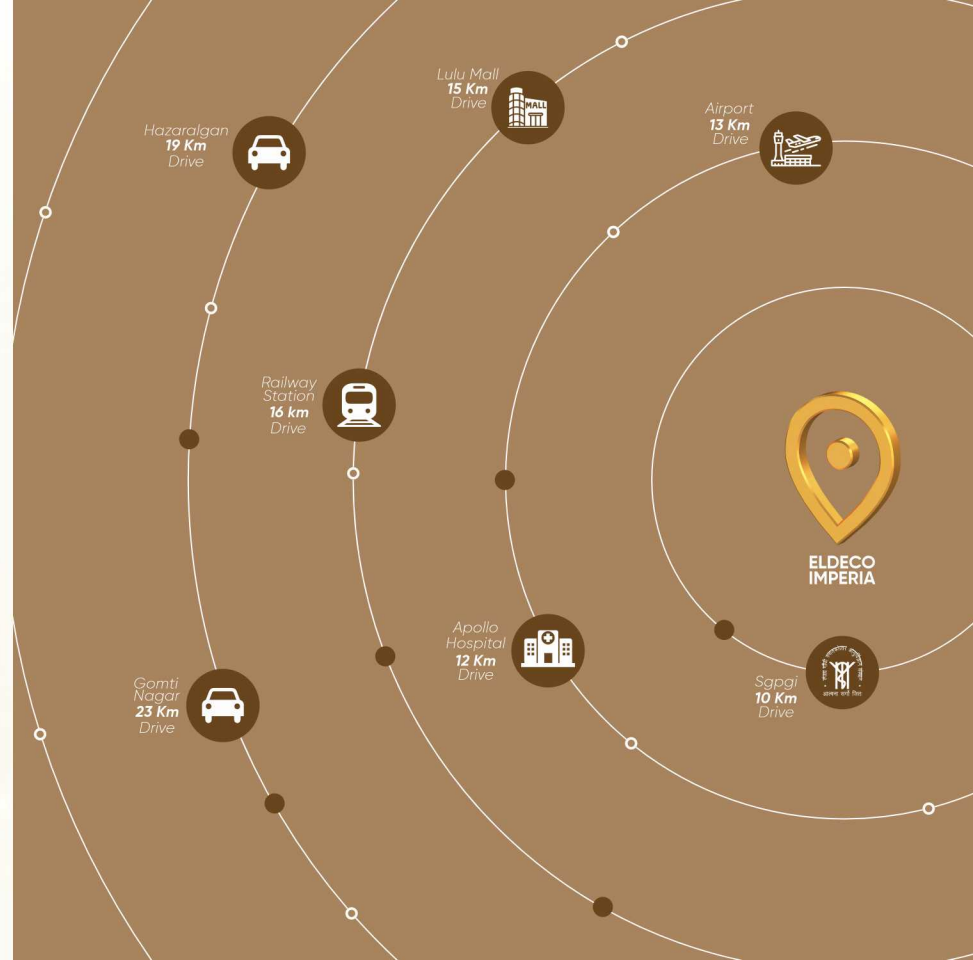 Lulu Mall
15 Km
Drive
MALL
Airport
13 Km
Drive
Hazaralgan
19 Km
Drive
Railway
Station
16 km
Drive
ELDECO
IMPERIA
Apollo
Hospital
12 Km
Drive
Sgpgi
10 Km
Drive
Gomti
Nagar
23 Km
Drive